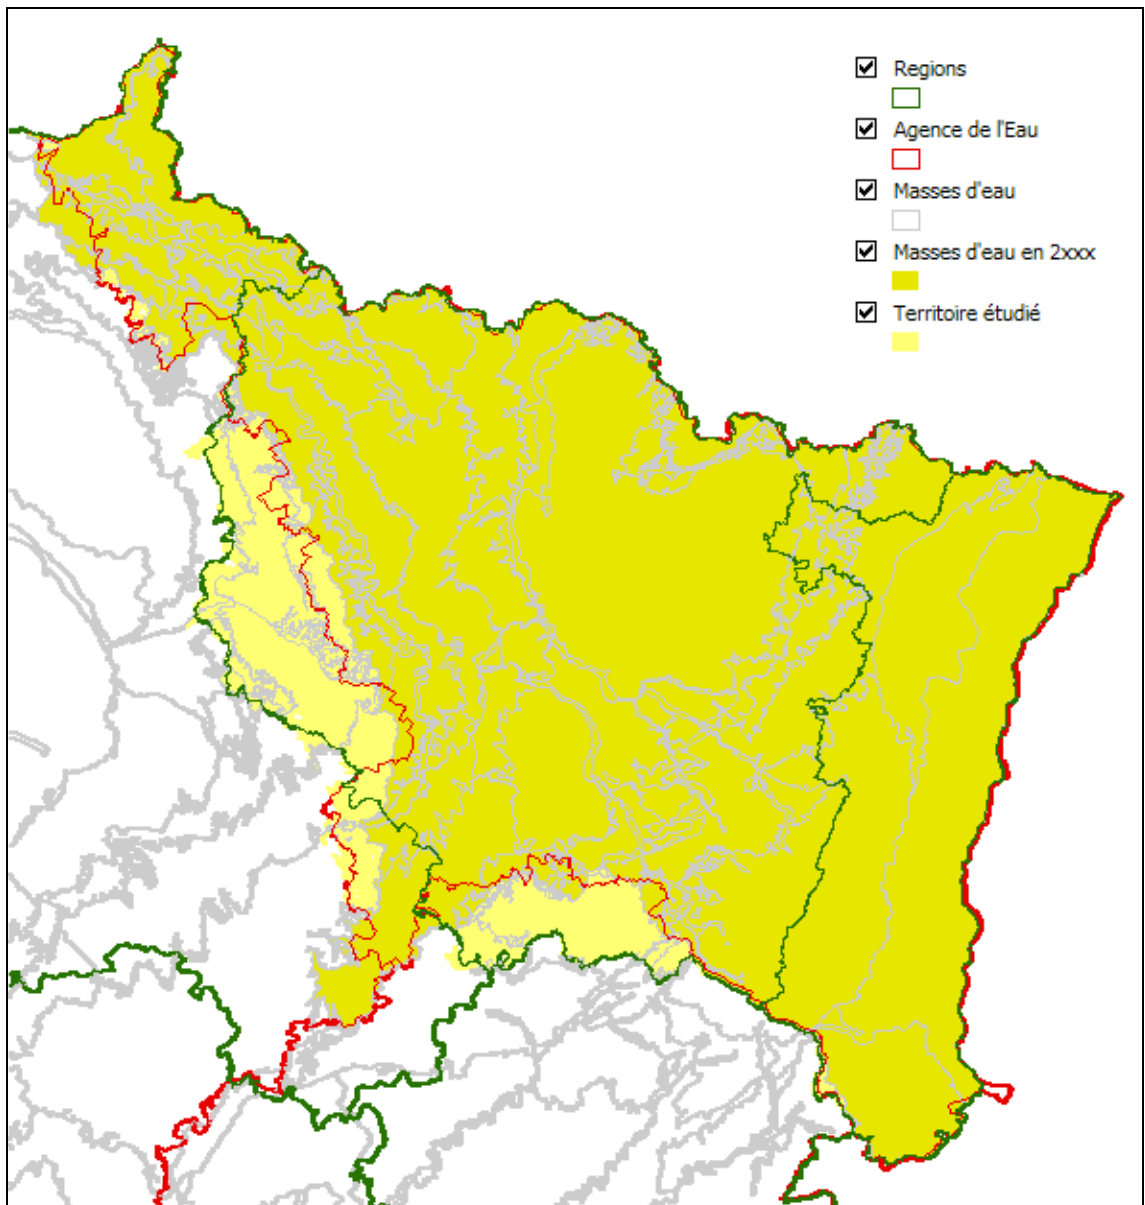 Regions
Agence de l'Eau
Masses d'eau
Masses d'eau en 2xxx
Territoire étudié